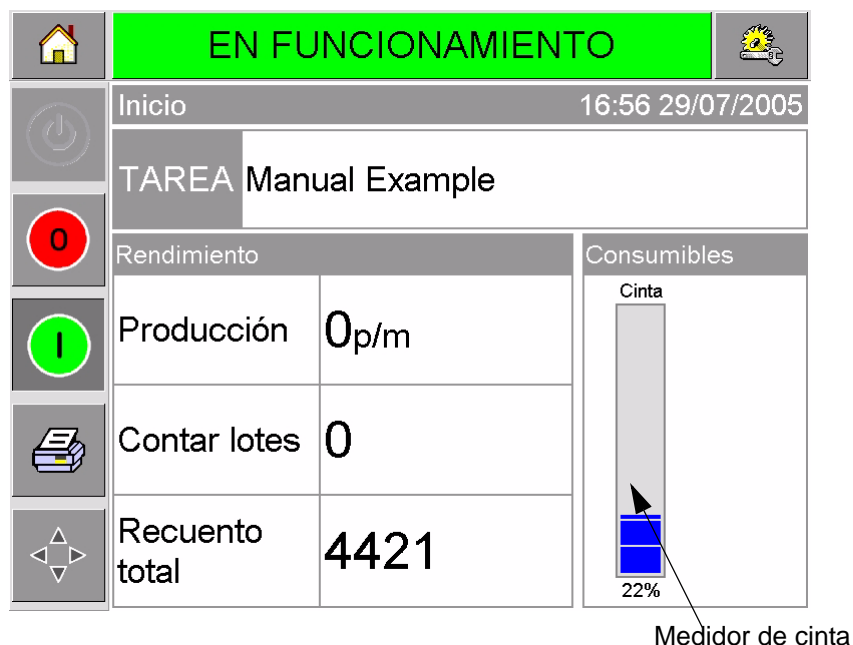 EN FUNCIONAMIENTO
Inicio 16:56 29/07/2005
TAREA Manual Example
Rendimiento
Consumibles
Cinta
0
Producción 0p/m
I
Contar lotes 0
Recuento
total
4421
22%
Medidor de cinta